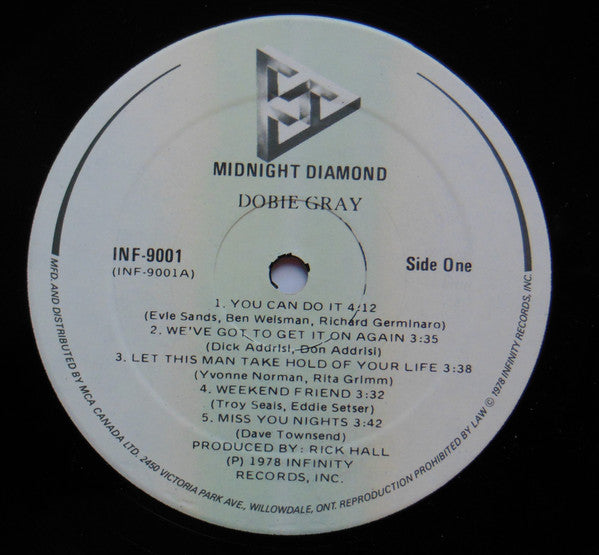 MIDNIGHT DIAMOND
DOBIE GRAY
INF-9001
(INF-9001A)
Side One
1. YOU CAN DO IT 4:12
(Evie Sands, Ben Weisman, Richard Germinaro)
2. WE'VE GOT TO GET IT ON AGAIN 3:35
(Dick Addrisi, Don Addrisi)
3. LET THIS MAN TAKE HOLD OF YOUR LIFE 3:38
(Yvonne Norman, Rita Grimm)
4. WEEKEND FRIEND 3:32
(Troy Seals, Eddie Setser)
5. MISS YOU NIGHTS 3:42
(Dave Townsend)
PRODUCED BY: RICK HALL
(P) 1978 INFINITY
RECORDS, INC.
MFD. AND DISTRIBUTED BY MCA CANADA LTD. 2450 VICTORIA PARK AVE., WILLOWDALE, ONT. REPRODUCTION PROHIBITED BY LAW © 1978 INFINITY RECORDS, INC.